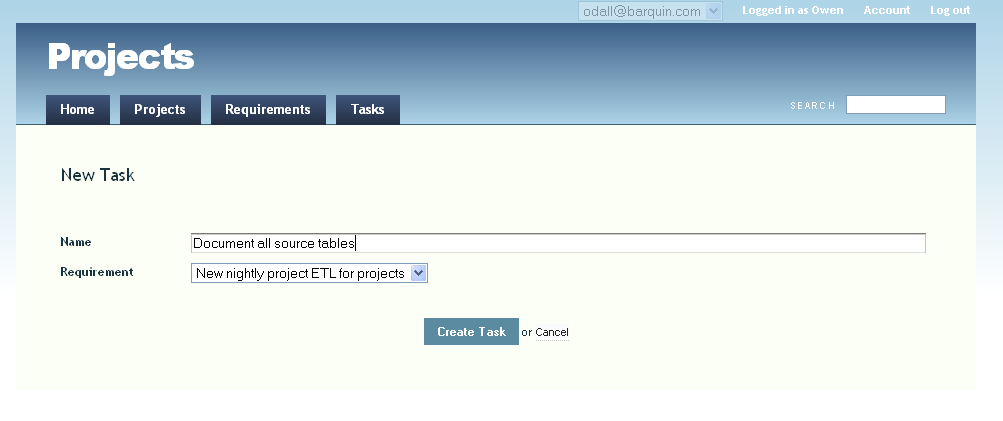 odall@barquin.com Logged in as Owen Account Log out
Projects
Home Projects Requirements Tasks SEARCH
New Task
Name Document all source tables
Requirement New nightly project ETL for projects
Create Task or Cancel